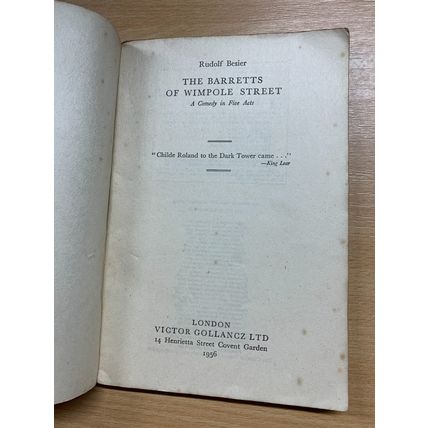 Rudolf Besier
THE BARRETTS
OF WIMPOLE STREET
A Comedy in Five Acts
"Childe Roland to the Dark Tower came . . ."
—King Lear
LONDON
VICTOR GOLLANCZ LTD
14 Henrietta Street Covent Garden
1956